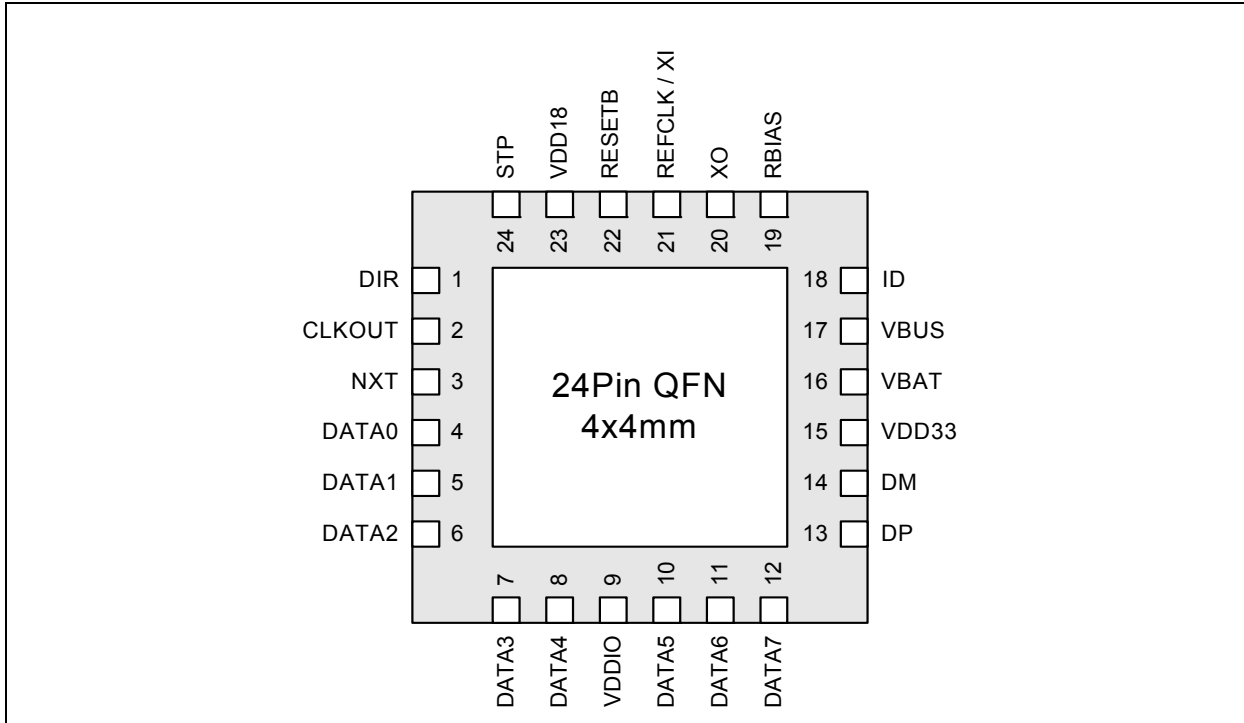 STP
VDD18
RESETB
REFCLK / XI
XO
RBIAS
24
23
22
21
20
19
DIR 1
CLKOUT 2
NXT 3
DATA0 4
DATA1 5
DATA2 6
24Pin QFN
4x4mm
18 ID
17 VBUS
16 VBAT
15 VDD33
14 DM
13 DP
7
8
9
10
11
12
DATA3
DATA4
VDDIO
DATA5
DATA6
DATA7